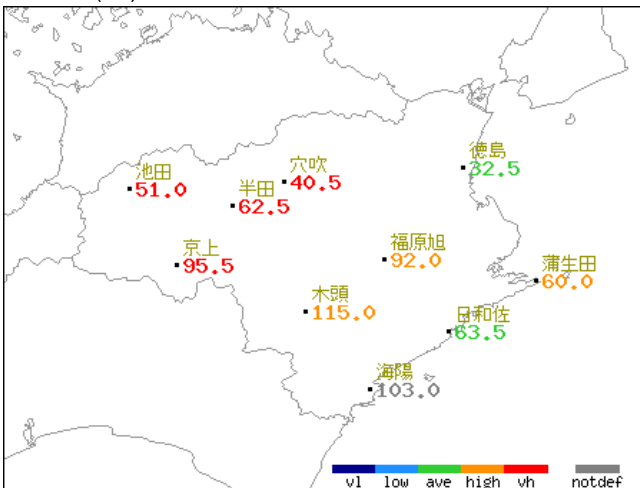 徳島
32.5
穴吹
40.5
池田
51.0
半田
62.5
京上
95.5
福原旭
92.0
蒲生田
60.0
木頭
115.0
日和佐
63.5
海陽
103.0
vl low ave high vh notdef